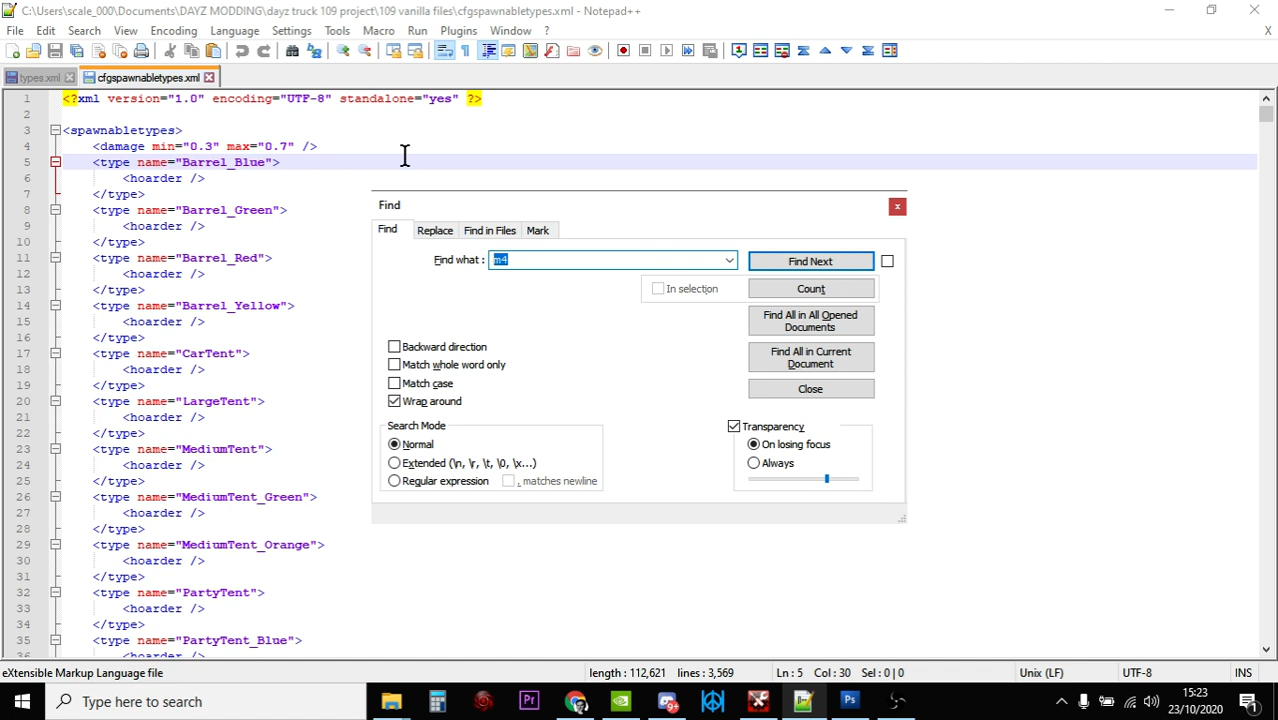 C:\Users\scale_000\Documents\DAYZ MODDING\dayz truck 109 project\109 vanilla files\cfgspawnabletypes.xml - Notepad++
File Edit Search View Encoding Language Settings Tools Macro Run Plugins Window ? X
types.xml cfgspawnabletypes.xml
1 <?xml version="1.0" encoding="UTF-8" standalone="yes" ?>
2
3 <spawnabletypes>
4 <damage min="0.3" max="0.7" />
5 <type name="Barrel_Blue">
6 <hoarder />
7 </type>
8 <type name="Barrel_Green">
9 <hoarder />
10 </type>
11 <type name="Barrel_Red">
12 <hoarder />
13 </type>
14 <type name="Barrel_Yellow">
15 <hoarder />
16 </type>
17 <type name="CarTent">
18 <hoarder />
19 </type>
20 <type name="LargeTent">
21 <hoarder />
22 </type>
23 <type name="MediumTent">
24 <hoarder />
25 </type>
26 <type name="MediumTent_Green">
27 <hoarder />
28 </type>
29 <type name="MediumTent_Orange">
30 <hoarder />
31 </type>
32 <type name="PartyTent">
33 <hoarder />
34 </type>
35 <type name="PartyTent_Blue">
36 <hoarder />
Find
Find Replace Find in Files Mark
Find what : m4 Find Next
In selection Count
Find All in All Opened
Documents
Find All in Current
Document
Close
Backward direction
Match whole word only
Match case
Wrap around
Search Mode
Normal
Extended (\n, \r, \t, \0, \x...)
Regular expression . matches newline
Transparency
On losing focus
Always
eXtensible Markup Language file length : 112,621 lines : 3,569 Ln : 5 Col : 30 Sel : 0 | 0 Unix (LF) UTF-8 INS
Type here to search
15:23
23/10/2020